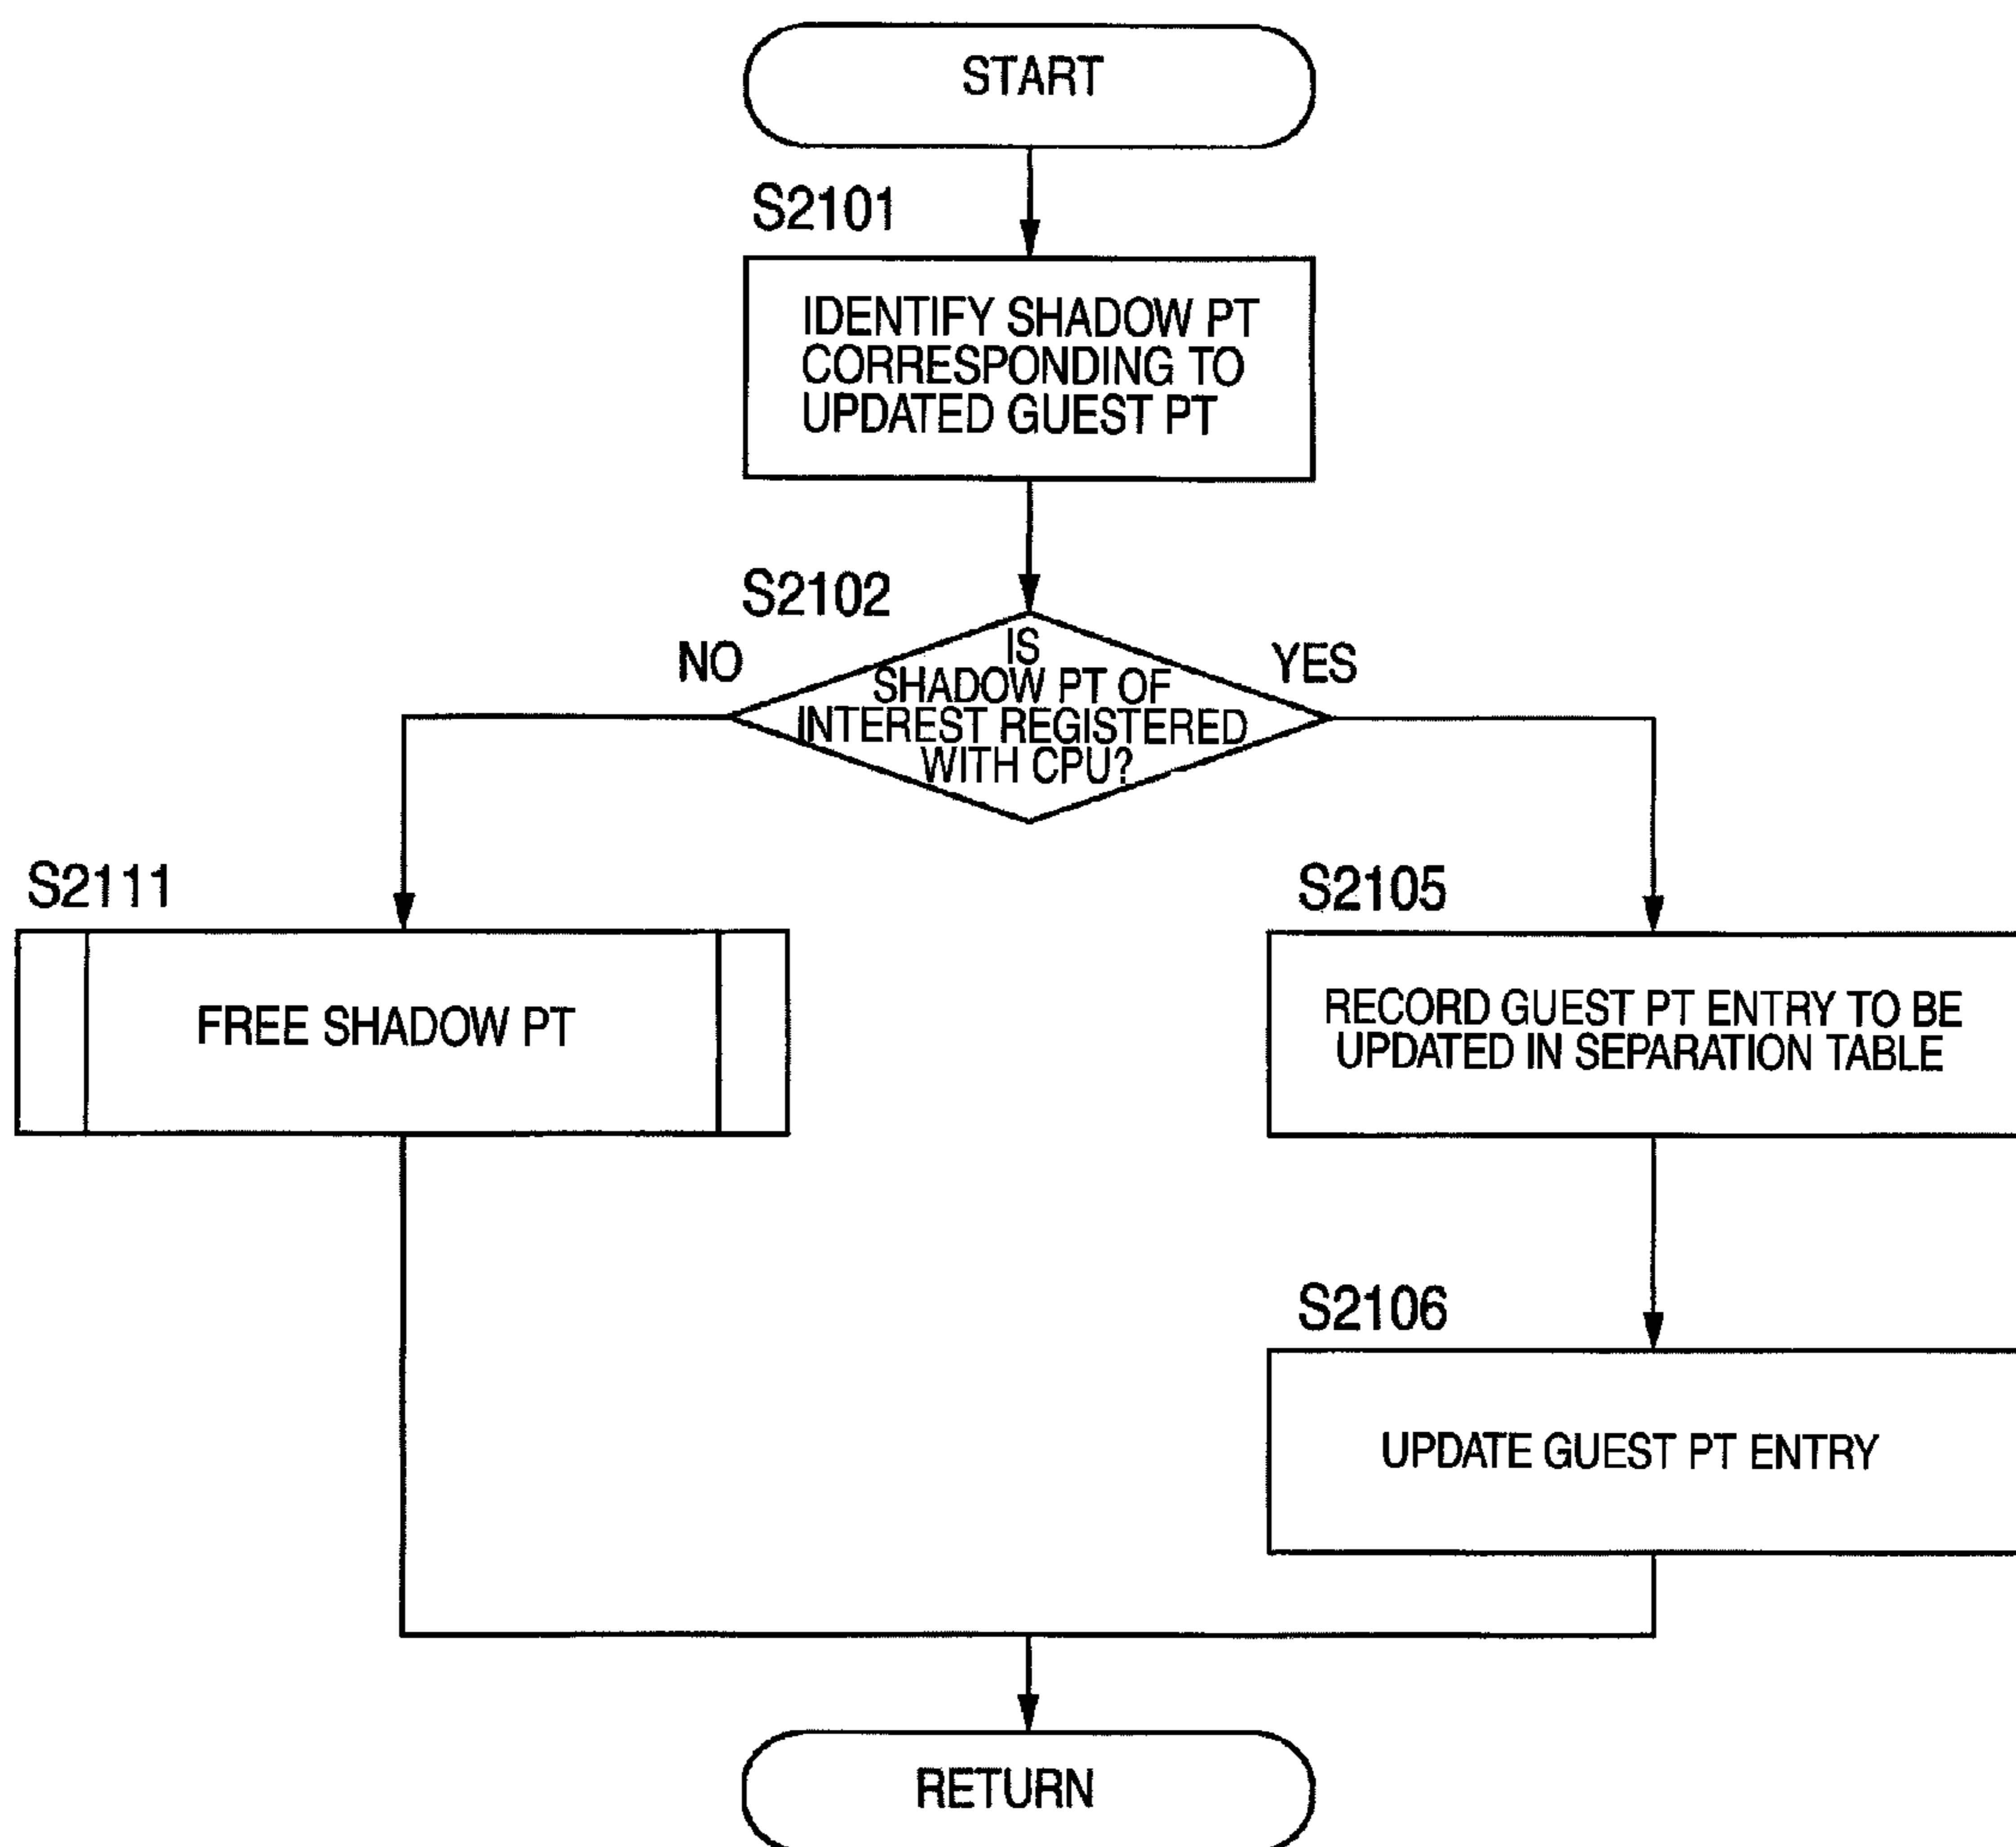 START
S2101
IDENTIFY SHADOW PT
CORRESPONDING TO
UPDATED GUEST PT
S2102
NO
IS
SHADOW PT OF
INTEREST REGISTERED
WITH CPU?
YES
S2111
FREE SHADOW PT
S2105
RECORD GUEST PT ENTRY TO BE
UPDATED IN SEPARATION TABLE
S2106
UPDATE GUEST PT ENTRY
RETURN